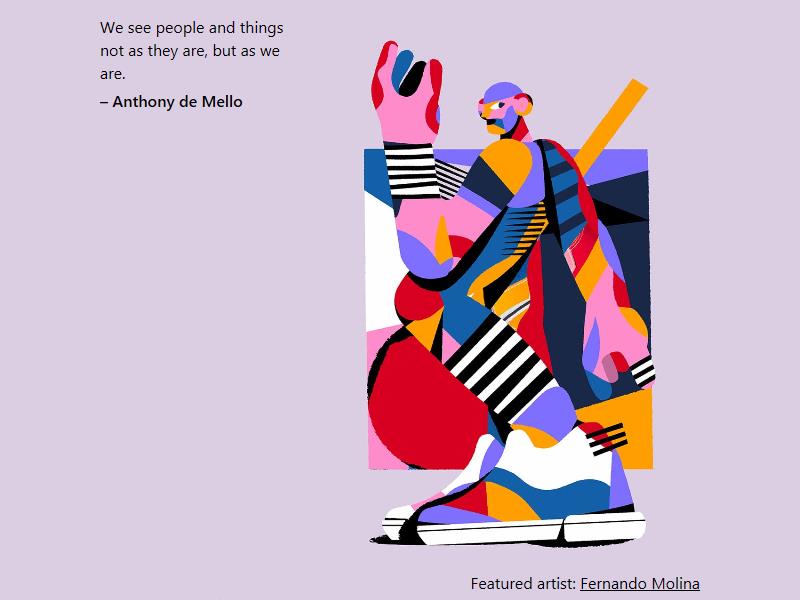 We see people and things
not as they are, but as we
are.
– Anthony de Mello
Featured artist: Fernando Molina